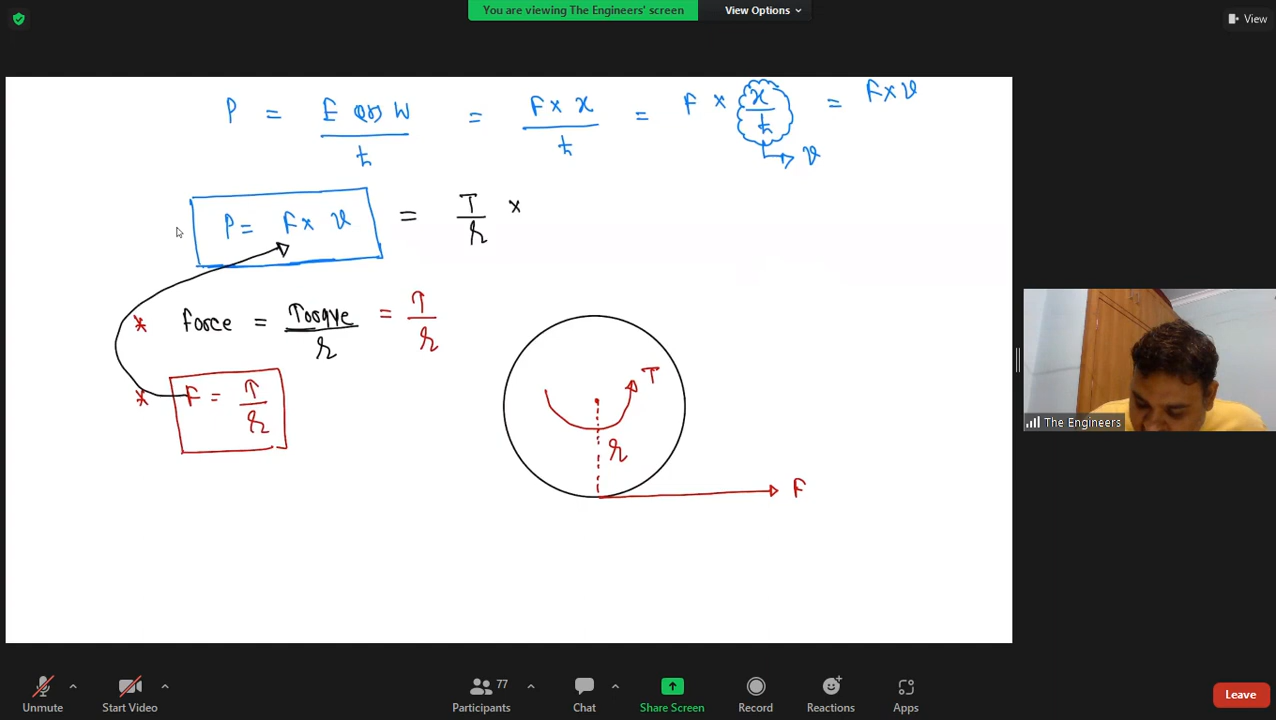 You are viewing The Engineers' screen
View Options
View
P = E or W / t = F x x / t = F x x / t = F x v
v
P = F x v = T / r x
force = Torque / r = T / r
F = T / r
T
r
F
The Engineers
Unmute
Start Video
Participants 77
Chat
Share Screen
Record
Reactions
Apps
Leave